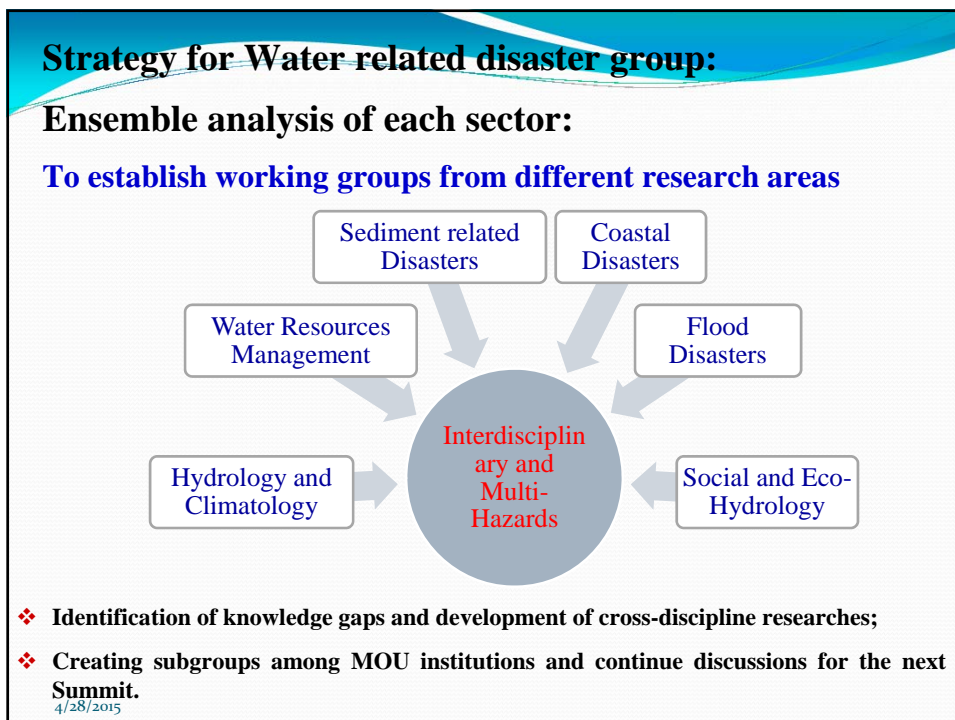 Strategy for Water related disaster group:
Ensemble analysis of each sector:
To establish working groups from different research areas
Sediment related
Disasters
Coastal
Disasters
Water Resources
Management
Flood
Disasters
Interdisciplin
ary and
Multi-
Hazards
Hydrology and
Climatology
Social and Eco-
Hydrology
❖ Identification of knowledge gaps and development of cross-discipline researches;
❖ Creating subgroups among MOU institutions and continue discussions for the next
Summit.
4/28/2015